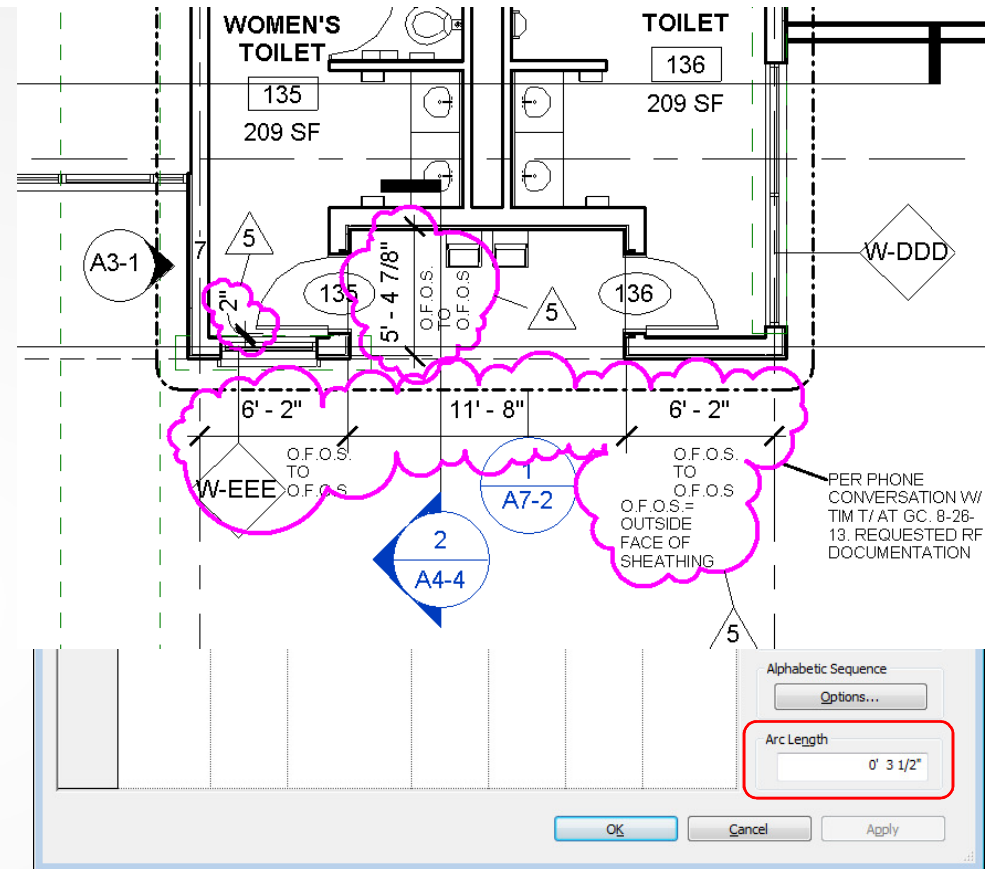 WOMEN'S
TOILET
135
209 SF
TOILET
136
209 SF
A3-1
7
5
2"
135
5' - 4 7/8"
O.F.O.S.
TO
O.F.O.S
5
136
W-DDD
6' - 2"
11' - 8"
6' - 2"
O.F.O.S.
TO
O.F.O.S
W-EEE
1
A7-2
2
A4-4
O.F.O.S.
TO
O.F.O.S
O.F.O.S.=
OUTSIDE
FACE OF
SHEATHING
PER PHONE
CONVERSATION W/
TIM T/ AT GC. 8-26-
13. REQUESTED RF
DOCUMENTATION
5
Alphabetic Sequence
Options...
Arc Length
0' 3 1/2"
OK
Cancel
Apply